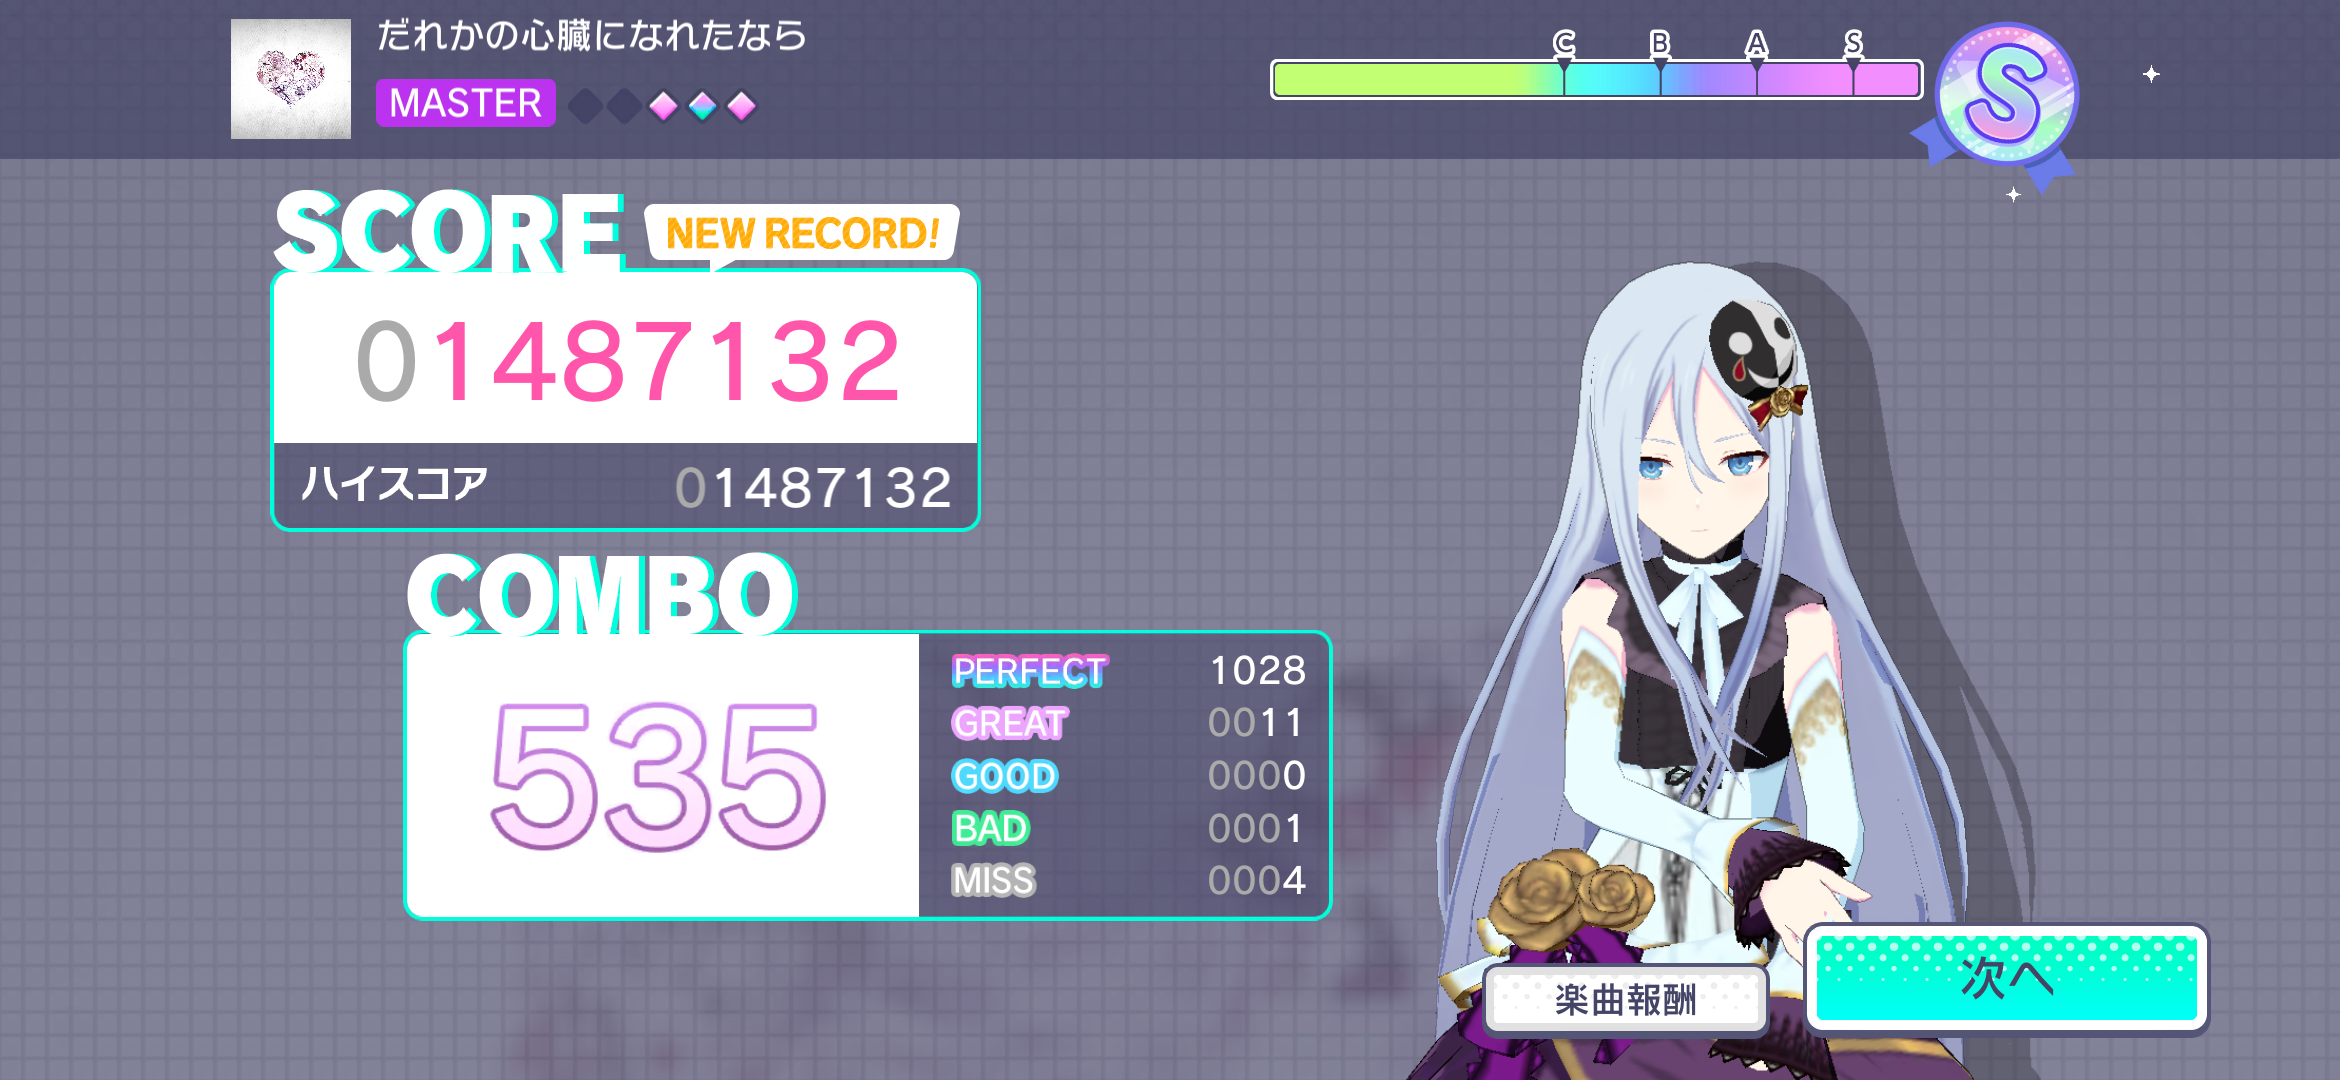 だれかの心臓になれたなら
MASTER
C B A S
S
SCORE
NEW RECORD!
01487132
ハイスコア 01487132
COMBO
535
PERFECT 1028
GREAT 0011
GOOD 0000
BAD 0001
MISS 0004
楽曲報酬
次へ